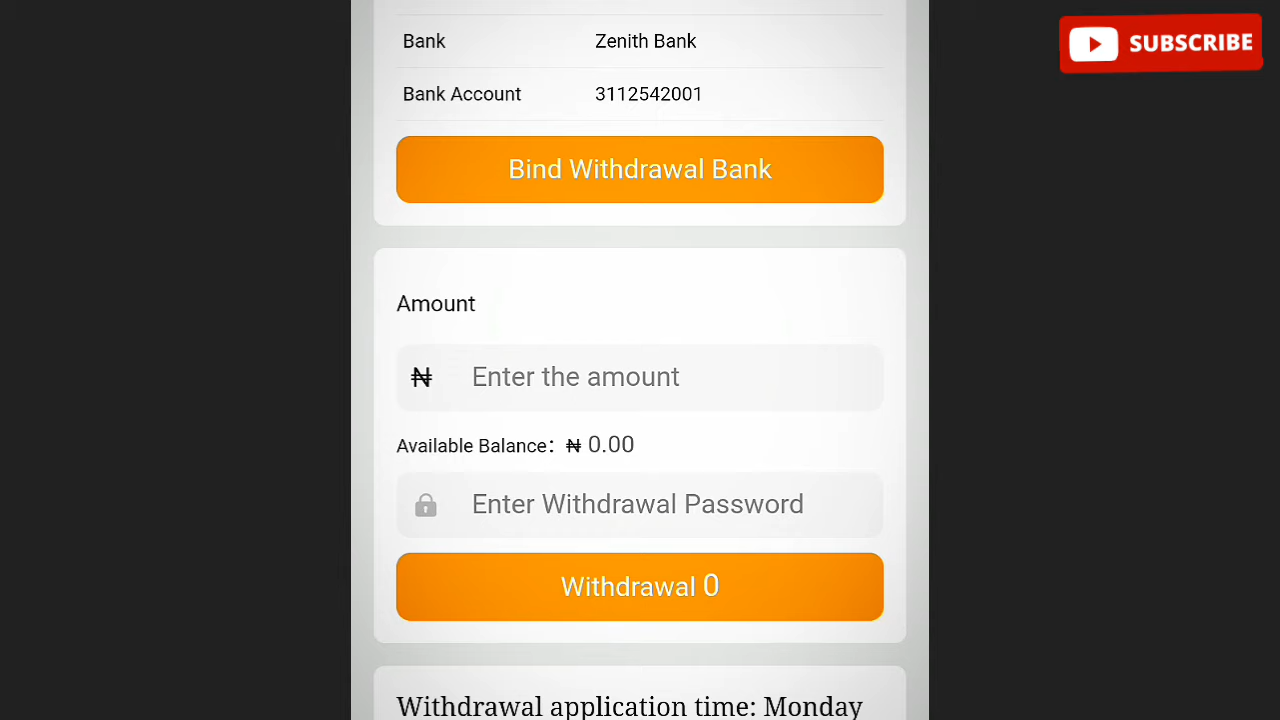 SUBSCRIBE
Bank Zenith Bank
Bank Account 3112542001
Bind Withdrawal Bank
Amount
₦ Enter the amount
Available Balance: ₦ 0.00
Enter Withdrawal Password
Withdrawal 0
Withdrawal application time: Monday